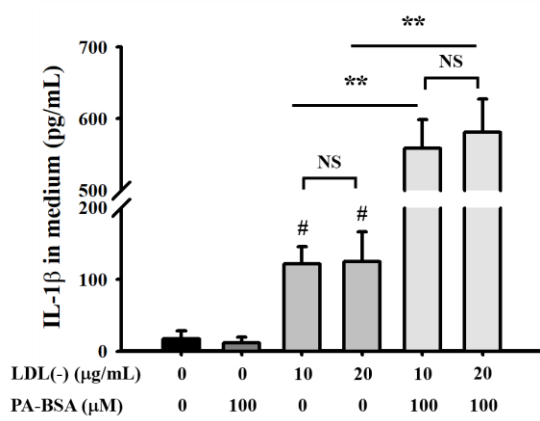 **
700
NS
**
600
NS
500
200
# #
100
0
IL-1β in medium (pg/mL)
LDL(-) (µg/mL) 0 0 10 20 10 20
PA-BSA (µM) 0 100 0 0 100 100